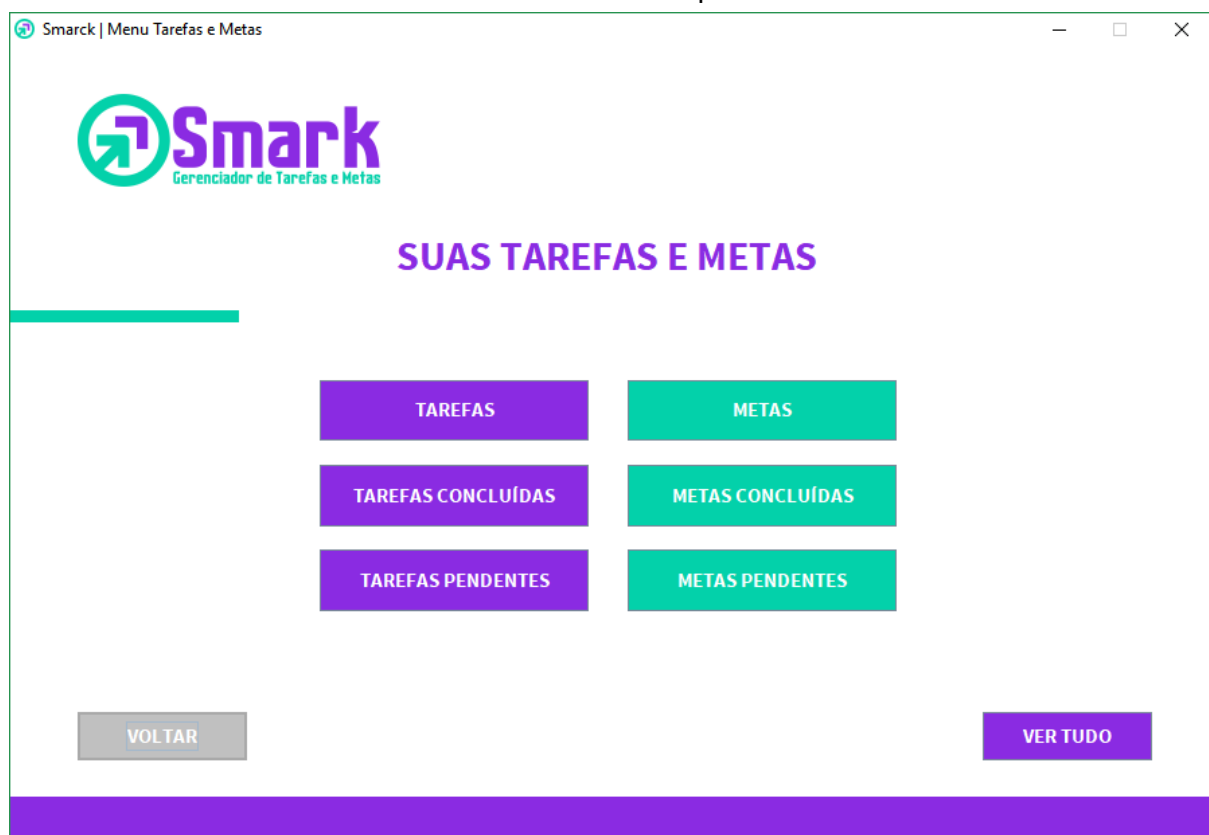 Smarck | Menu Tarefas e Metas
Smark
Gerenciador de Tarefas e Metas
SUAS TAREFAS E METAS
TAREFAS
METAS
TAREFAS CONCLUÍDAS
METAS CONCLUÍDAS
TAREFAS PENDENTES
METAS PENDENTES
VOLTAR
VER TUDO